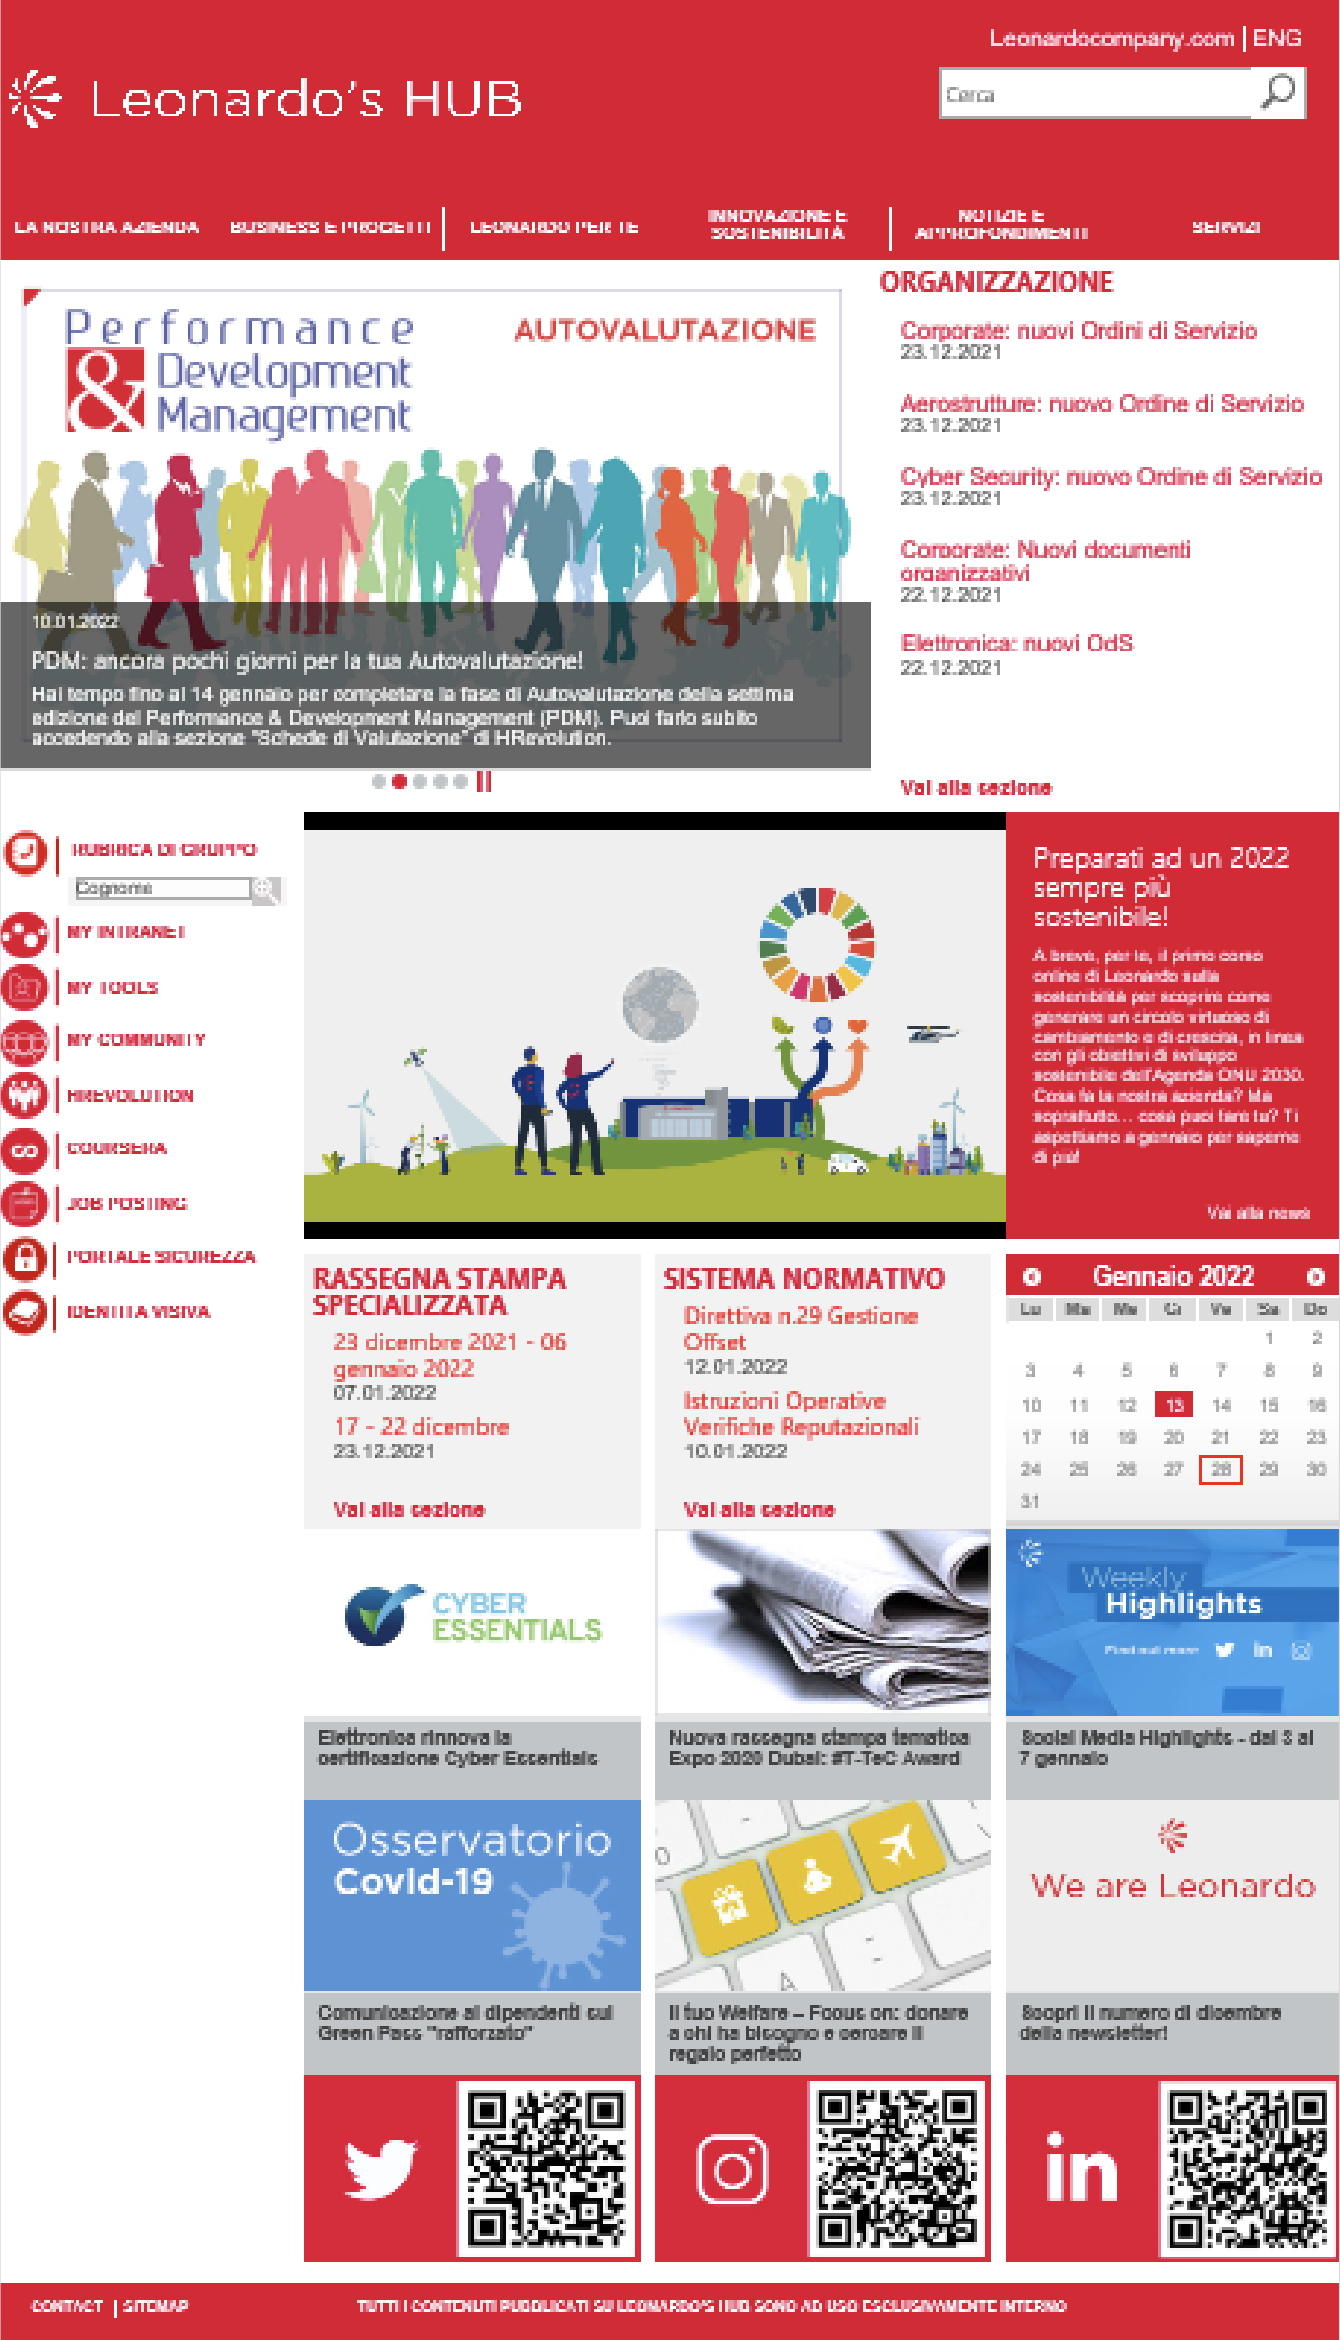 Leonardocompany.com | ENG
Leonardo's HUB
Cerca
LA NOSTRA AZIENDA
BUSINESS E PROGETTI
LEONARDO PER TE
INNOVAZIONE E
SOSTENIBILITÀ
NOTIZIE E
APPROFONDIMENTI
SERVIZI
Performance
& Development
Management
AUTOVALUTAZIONE
10.01.2022
PDM: ancora pochi giorni per la tua Autovalutazione!
Hai tempo fino al 14 gennaio per completare la fase di Autovalutazione della settima
edizione del Performance & Development Management (PDM). Puoi farlo subito
accedendo alla sezione "Schede di Valutazione" di HRevolution.
ORGANIZZAZIONE
Corporate: nuovi Ordini di Servizio
23.12.2021
Aerostrutture: nuovo Ordine di Servizio
23.12.2021
Cyber Security: nuovo Ordine di Servizio
23.12.2021
Corporate: Nuovi documenti
organizzativi
22.12.2021
Elettronica: nuovi OdS
22.12.2021
Vai alla sezione
RUBRICA DI GRUPPO
Cognome
MY INTRANET
MY TOOLS
MY COMMUNITY
HREVOLUTION
COURSERA
JOB POSTING
PORTALE SICUREZZA
IDENTITA VISIVA
Preparati ad un 2022
sempre più
sostenibile!
A breve, per te, il primo corso
online di Leonardo sulla
sostenibilità per scoprire come
generare un circolo virtuoso di
cambiamento e di crescita, in linea
con gli obiettivi di sviluppo
sostenibile dell'Agenda ONU 2030.
Cosa fa la nostra azienda? Ma
soprattutto... cosa puoi fare tu? Ti
aspettiamo a gennaio per saperne
di più!
Vai alla news
RASSEGNA STAMPA
SPECIALIZZATA
23 dicembre 2021 - 06
gennaio 2022
07.01.2022
17 - 22 dicembre
23.12.2021
Vai alla sezione
SISTEMA NORMATIVO
Direttiva n.29 Gestione
Offset
12.01.2022
Istruzioni Operative
Verifiche Reputazionali
10.01.2022
Vai alla sezione
Gennaio 2022
Lu Ma Me Gi Ve Sa Do
1 2
3 4 5 6 7 8 9
10 11 12 13 14 15 16
17 18 19 20 21 22 23
24 25 26 27 28 29 30
31
CYBER
ESSENTIALS
Elettronica rinnova la
certificazione Cyber Essentials
Nuova rassegna stampa tematica
Expo 2020 Dubai: #T-TeC Award
Weekly
Highlights
Find out more
Social Media Highlights - dal 3 al
7 gennaio
Osservatorio
Covid-19
Comunicazione ai dipendenti sul
Green Pass "rafforzato"
A
Il tuo Welfare – Focus on: donare
a chi ha bisogno e cercare il
regalo perfetto
We are Leonardo
Scopri il numero di dicembre
della newsletter!
in
CONTACT | SITEMAP
TUTTI I CONTENUTI PUBBLICATI SU LEONARDO'S HUB SONO AD USO ESCLUSIVAMENTE INTERNO